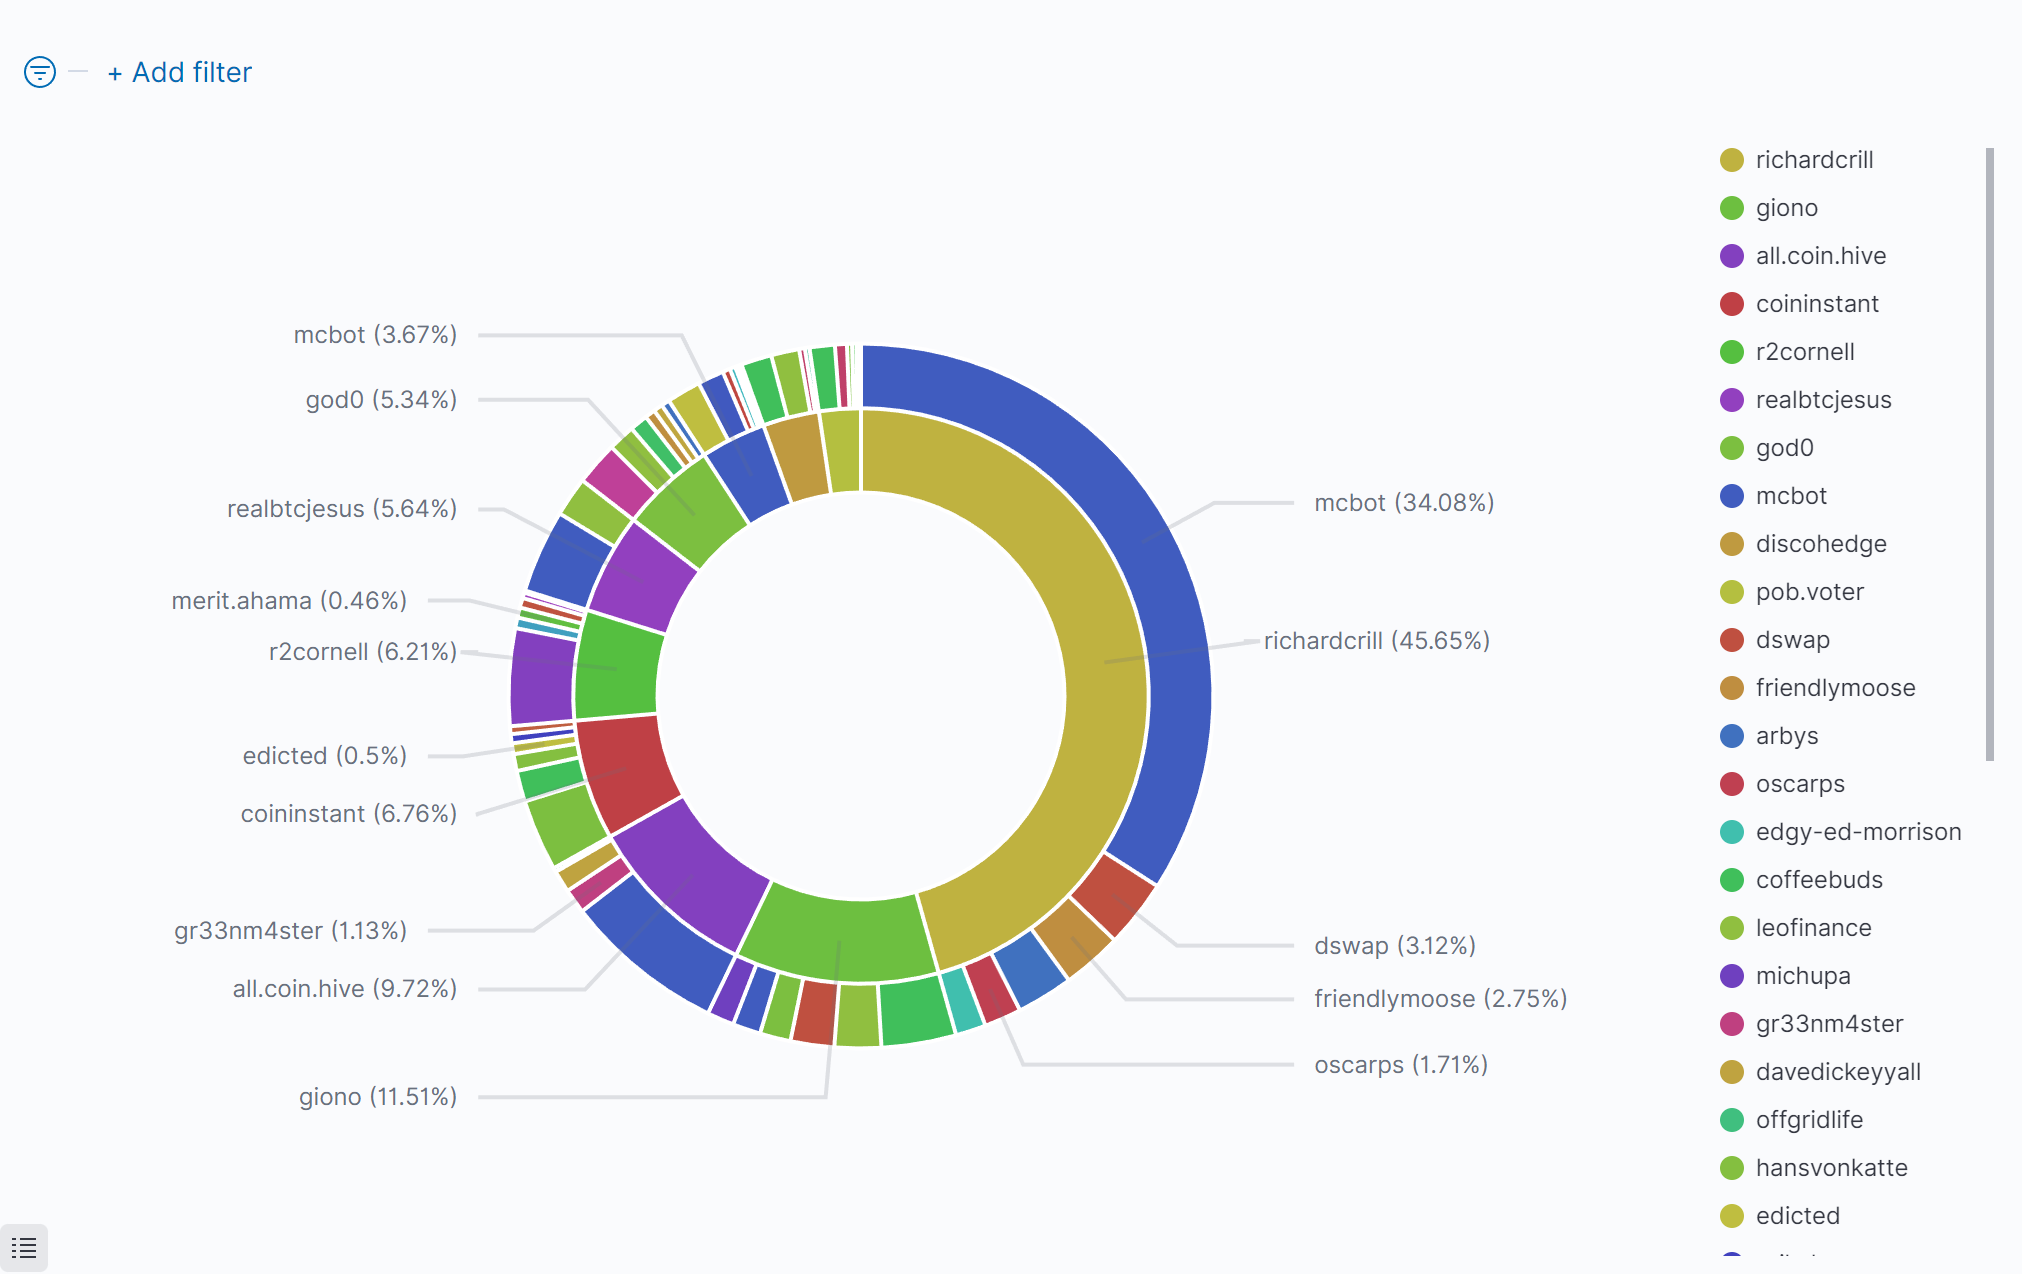 + Add filter
mcbot (3.67%)
god0 (5.34%)
realbtcjesus (5.64%)
merit.ahama (0.46%)
r2cornell (6.21%)
edicted (0.5%)
coininstant (6.76%)
gr33nm4ster (1.13%)
all.coin.hive (9.72%)
giono (11.51%)
mcbot (34.08%)
richardcrill (45.65%)
dswap (3.12%)
friendlymoose (2.75%)
oscarps (1.71%)
richardcrill
giono
all.coin.hive
coininstant
r2cornell
realbtcjesus
god0
mcbot
discohedge
pob.voter
dswap
friendlymoose
arbys
oscarps
edgy-ed-morrison
coffeebuds
leofinance
michupa
gr33nm4ster
davedickeyyall
offgridlife
hansvonkatte
edicted